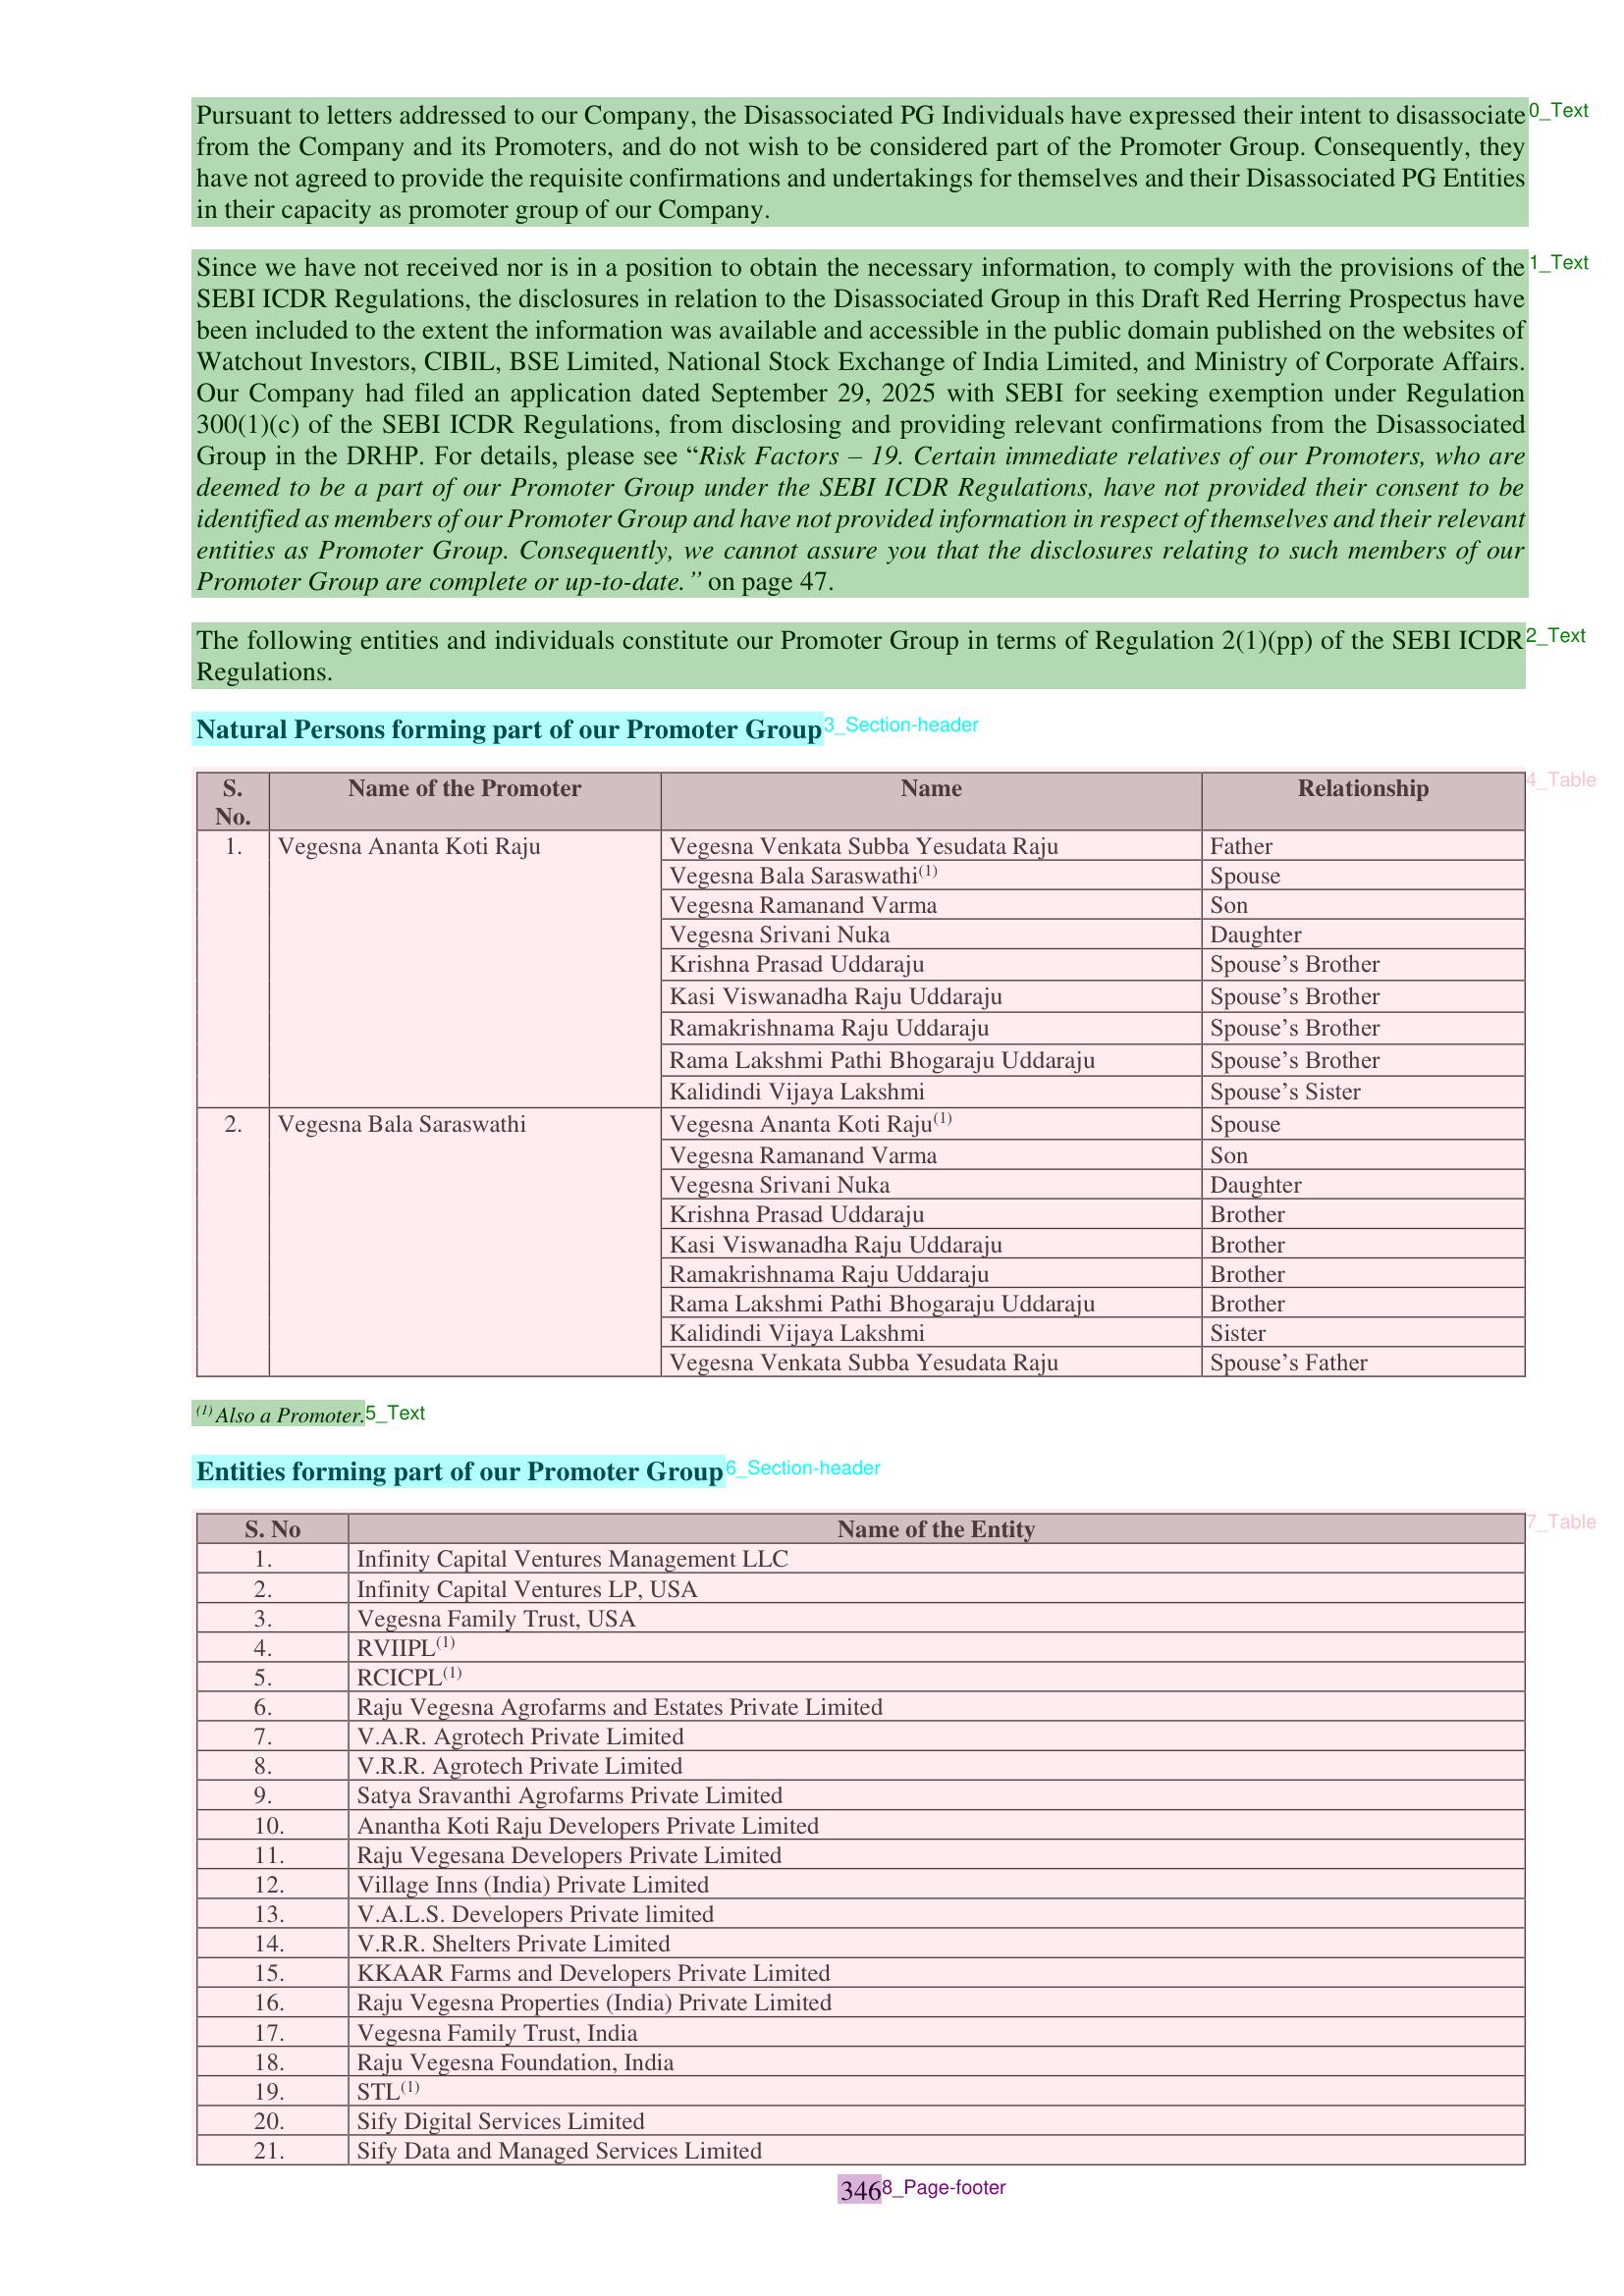 Pursuant to letters addressed to our Company, the Disassociated PG Individuals have expressed their intent to disassociate 0_Text
from the Company and its Promoters, and do not wish to be considered part of the Promoter Group. Consequently, they
have not agreed to provide the requisite confirmations and undertakings for themselves and their Disassociated PG Entities
in their capacity as promoter group of our Company.
Since we have not received nor is in a position to obtain the necessary information, to comply with the provisions of the 1_Text
SEBI ICDR Regulations, the disclosures in relation to the Disassociated Group in this Draft Red Herring Prospectus have
been included to the extent the information was available and accessible in the public domain published on the websites of
Watchout Investors, CIBIL, BSE Limited, National Stock Exchange of India Limited, and Ministry of Corporate Affairs.
Our Company had filed an application dated September 29, 2025 with SEBI for seeking exemption under Regulation
300(1)(c) of the SEBI ICDR Regulations, from disclosing and providing relevant confirmations from the Disassociated
Group in the DRHP. For details, please see “Risk Factors – 19. Certain immediate relatives of our Promoters, who are
deemed to be a part of our Promoter Group under the SEBI ICDR Regulations, have not provided their consent to be
identified as members of our Promoter Group and have not provided information in respect of themselves and their relevant
entities as Promoter Group. Consequently, we cannot assure you that the disclosures relating to such members of our
Promoter Group are complete or up-to-date.” on page 47.
The following entities and individuals constitute our Promoter Group in terms of Regulation 2(1)(pp) of the SEBI ICDR 2_Text
Regulations.
Natural Persons forming part of our Promoter Group 3_Section-header
4_Table
S. No. Name of the Promoter Name Relationship
1. Vegesna Ananta Koti Raju Vegesna Venkata Subba Yesudata Raju Father
Vegesna Bala Saraswathi(1) Spouse
Vegesna Ramanand Varma Son
Vegesna Srivani Nuka Daughter
Krishna Prasad Uddaraju Spouse’s Brother
Kasi Viswanadha Raju Uddaraju Spouse’s Brother
Ramakrishnama Raju Uddaraju Spouse’s Brother
Rama Lakshmi Pathi Bhogaraju Uddaraju Spouse’s Brother
Kalidindi Vijaya Lakshmi Spouse’s Sister
2. Vegesna Bala Saraswathi Vegesna Ananta Koti Raju(1) Spouse
Vegesna Ramanand Varma Son
Vegesna Srivani Nuka Daughter
Krishna Prasad Uddaraju Brother
Kasi Viswanadha Raju Uddaraju Brother
Ramakrishnama Raju Uddaraju Brother
Rama Lakshmi Pathi Bhogaraju Uddaraju Brother
Kalidindi Vijaya Lakshmi Sister
Vegesna Venkata Subba Yesudata Raju Spouse’s Father
(1) Also a Promoter. 5_Text
Entities forming part of our Promoter Group 6_Section-header
7_Table
S. No Name of the Entity
1. Infinity Capital Ventures Management LLC
2. Infinity Capital Ventures LP, USA
3. Vegesna Family Trust, USA
4. RVIIPL(1)
5. RCICPL(1)
6. Raju Vegesna Agrofarms and Estates Private Limited
7. V.A.R. Agrotech Private Limited
8. V.R.R. Agrotech Private Limited
9. Satya Sravanthi Agrofarms Private Limited
10. Anantha Koti Raju Developers Private Limited
11. Raju Vegesana Developers Private Limited
12. Village Inns (India) Private Limited
13. V.A.L.S. Developers Private limited
14. V.R.R. Shelters Private Limited
15. KKAAR Farms and Developers Private Limited
16. Raju Vegesna Properties (India) Private Limited
17. Vegesna Family Trust, India
18. Raju Vegesna Foundation, India
19. STL(1)
20. Sify Digital Services Limited
21. Sify Data and Managed Services Limited
346 8_Page-footer